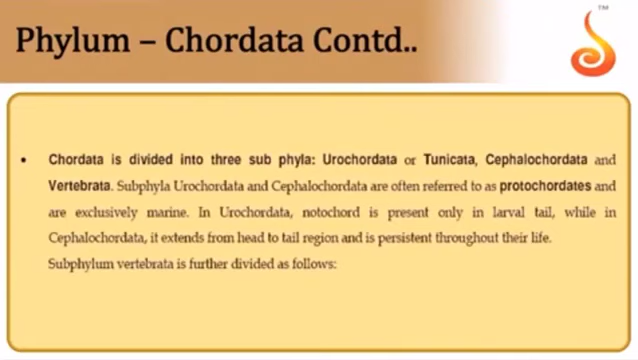 Phylum – Chordata Contd..
TM
• Chordata is divided into three sub phyla: Urochordata or Tunicata, Cephalochordata and
Vertebrata. Subphyla Urochordata and Cephalochordata are often referred to as protochordates and
are exclusively marine. In Urochordata, notochord is present only in larval tail, while in
Cephalochordata, it extends from head to tail region and is persistent throughout their life.
Subphylum vertebrata is further divided as follows: